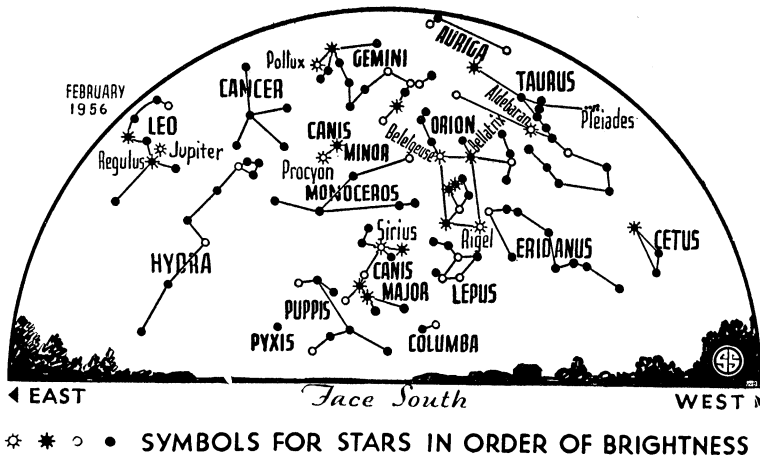 AURIGA
GEMINI
Pollux
TAURUS
CANCER
FEBRUARY
1956
Aldebaran
Pleiades
LEO
CANIS
MINOR
ORION
Bellatrix
Betelgeuse
Jupiter
Regulus
Procyon
MONOCEROS
Sirius
Rigel
ERIDANUS
CETUS
HYDRA
CANIS
MAJOR
LEPUS
PUPPIS
PYXIS
COLUMBA
EAST
Face South
WEST
SYMBOLS FOR STARS IN ORDER OF BRIGHTNESS